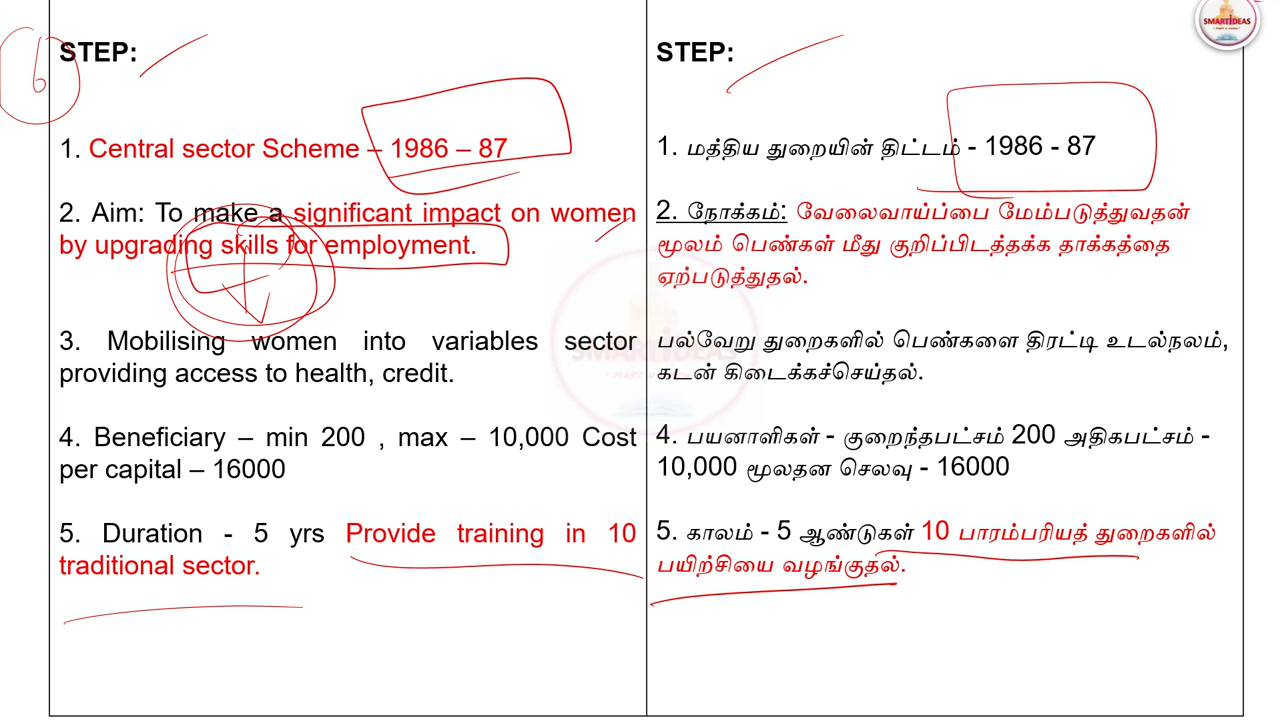 6
STEP:
1. Central sector Scheme – 1986 – 87
2. Aim: To make a significant impact on women
by upgrading skills for employment.
3. Mobilising women into variables sector
providing access to health, credit.
4. Beneficiary – min 200 , max – 10,000 Cost
per capital – 16000
5. Duration - 5 yrs Provide training in 10
traditional sector.
STEP:
1. மத்திய துறையின் திட்டம் - 1986 - 87
2. நோக்கம்: வேலைவாய்ப்பை மேம்படுத்துவதன்
மூலம் பெண்கள் மீது குறிப்பிடத்தக்க தாக்கத்தை
ஏற்படுத்துதல்.
பல்வேறு துறைகளில் பெண்களை திரட்டி உடல்நலம்,
கடன் கிடைக்கச்செய்தல்.
4. பயனாளிகள் - குறைந்தபட்சம் 200 அதிகபட்சம் -
10,000 மூலதன செலவு - 16000
5. காலம் - 5 ஆண்டுகள் 10 பாரம்பரியத் துறைகளில்
பயிற்சியை வழங்குதல்.
SMARTIDEAS
SMARTIDEAS